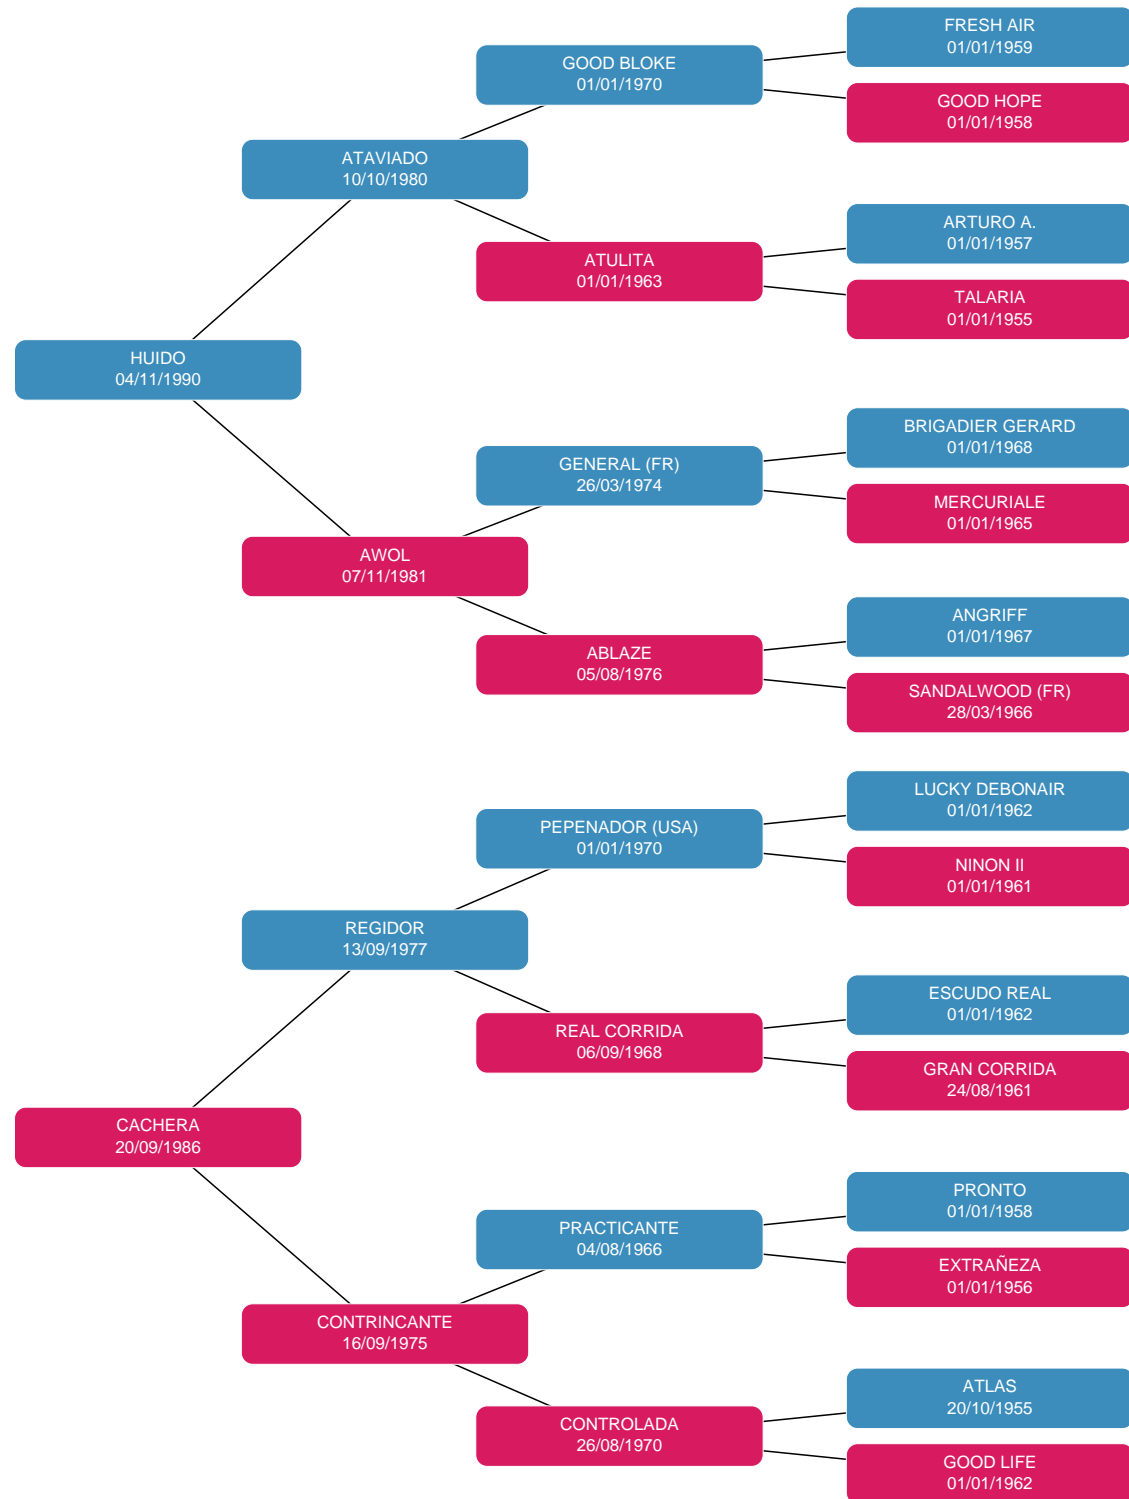 FRESH AIR
01/01/1959
GOOD BLOKE
01/01/1970
GOOD HOPE
01/01/1958
ATAVIADO
10/10/1980
ARTURO A.
01/01/1957
ATULITA
01/01/1963
TALARIA
01/01/1955
HUIDO
04/11/1990
BRIGADIER GERARD
01/01/1968
GENERAL (FR)
26/03/1974
MERCURIALE
01/01/1965
AWOL
07/11/1981
ANGRIFF
01/01/1967
ABLAZE
05/08/1976
SANDALWOOD (FR)
28/03/1966
LUCKY DEBONAIR
01/01/1962
PEPENADOR (USA)
01/01/1970
NINON II
01/01/1961
REGIDOR
13/09/1977
ESCUDO REAL
01/01/1962
REAL CORRIDA
06/09/1968
GRAN CORRIDA
24/08/1961
CACHERA
20/09/1986
PRONTO
01/01/1958
PRACTICANTE
04/08/1966
EXTRAÑEZA
01/01/1956
CONTRINCANTE
16/09/1975
ATLAS
20/10/1955
CONTROLADA
26/08/1970
GOOD LIFE
01/01/1962